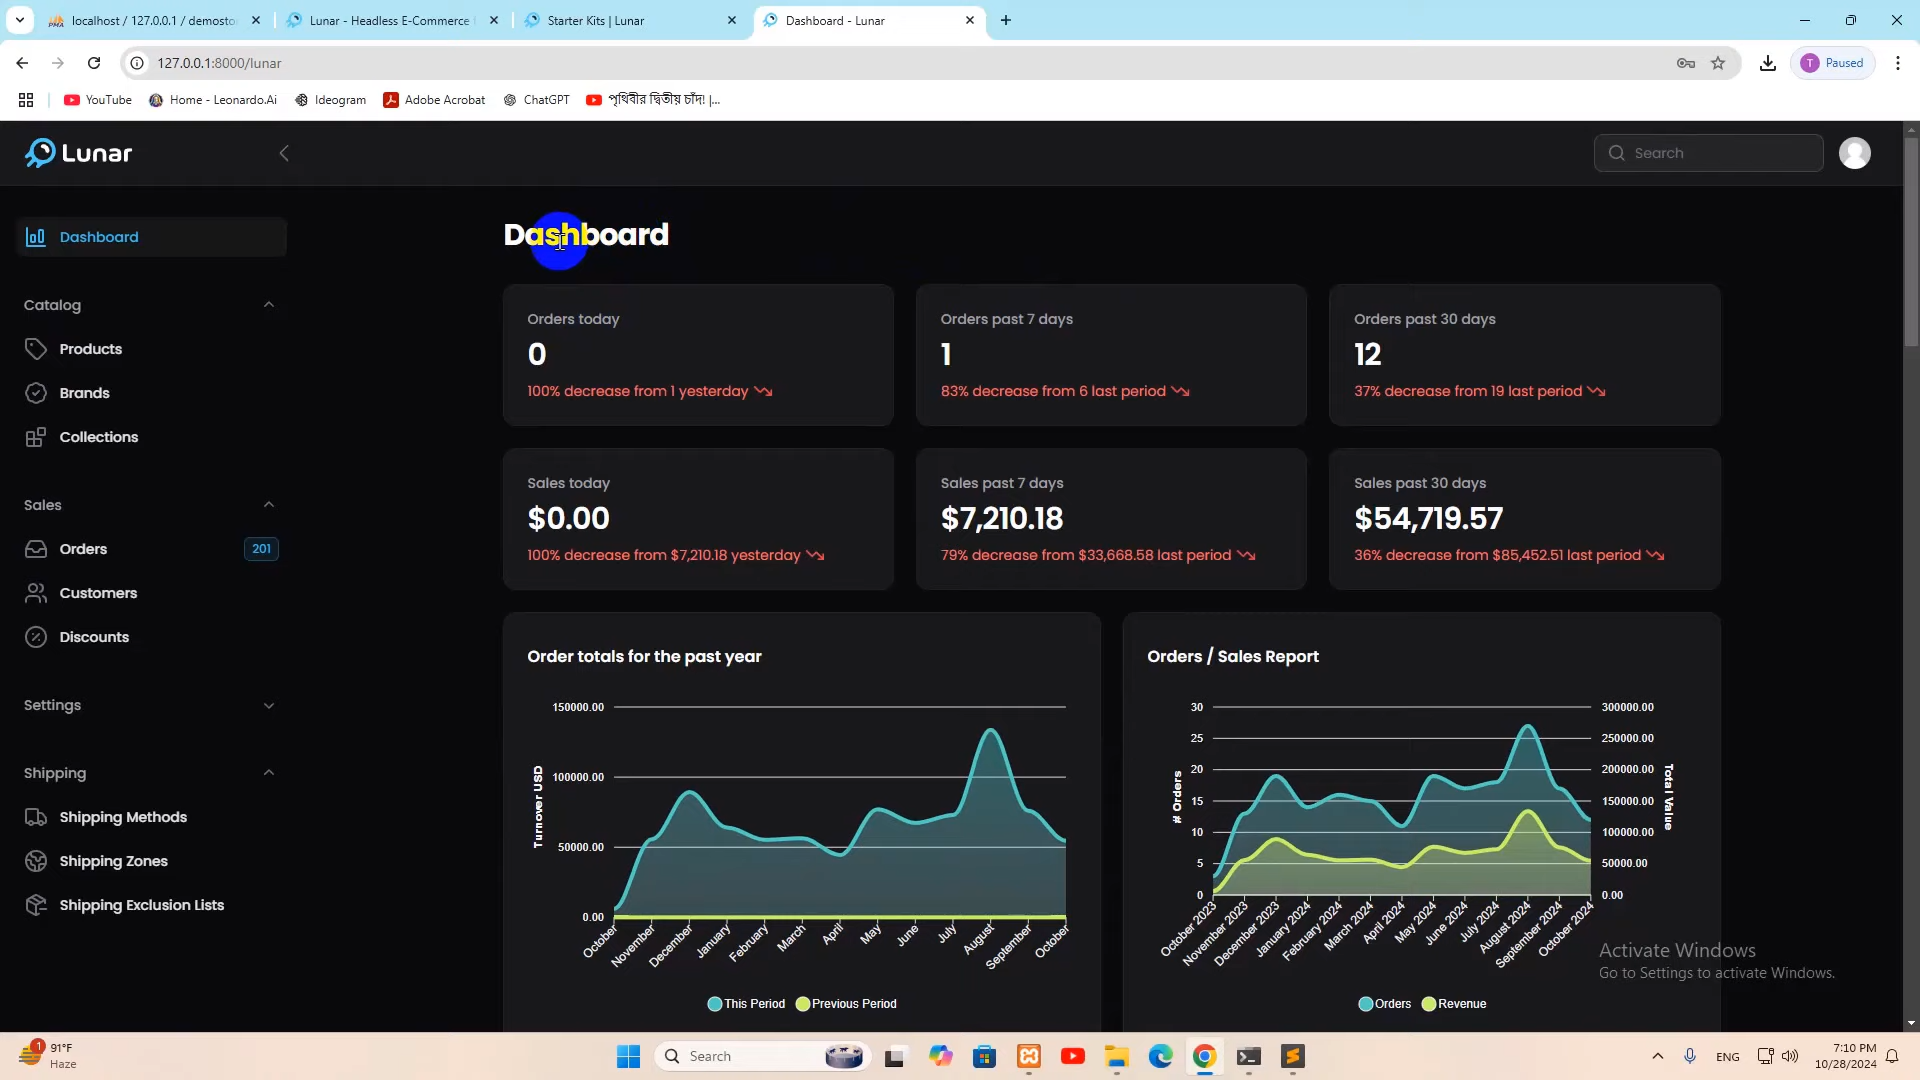 localhost / 127.0.0.1 / demosto
Lunar - Headless E-Commerce
Starter Kits | Lunar
Dashboard - Lunar
127.0.0.1:8000/lunar
Paused
YouTube
Home - Leonardo.Ai
Ideogram
Adobe Acrobat
ChatGPT
পৃথিবীর দ্বিতীয় চাঁদ! |...
Lunar
Search
Dashboard
Catalog
Products
Brands
Collections
Sales
Orders 201
Customers
Discounts
Settings
Shipping
Shipping Methods
Shipping Zones
Shipping Exclusion Lists
Dashboard
Orders today
0
100% decrease from 1 yesterday
Orders past 7 days
1
83% decrease from 6 last period
Orders past 30 days
12
37% decrease from 19 last period
Sales today
$0.00
100% decrease from $7,210.18 yesterday
Sales past 7 days
$7,210.18
79% decrease from $33,668.58 last period
Sales past 30 days
$54,719.57
36% decrease from $85,452.51 last period
Order totals for the past year
Turnover USD
150000.00
100000.00
50000.00
0.00
October
November
December
January
February
March
April
May
June
July
August
September
October
This Period
Previous Period
Orders / Sales Report
# Orders
30
25
20
15
10
5
0
300000.00
250000.00
200000.00
150000.00
100000.00
50000.00
0.00
Total Value
October 2023
November 2023
December 2023
January 2024
February 2024
March 2024
April 2024
May 2024
June 2024
July 2024
August 2024
September 2024
October 2024
Orders
Revenue
Activate Windows
Go to Settings to activate Windows.
1
91°F
Haze
Search
ENG
7:10 PM
10/28/2024